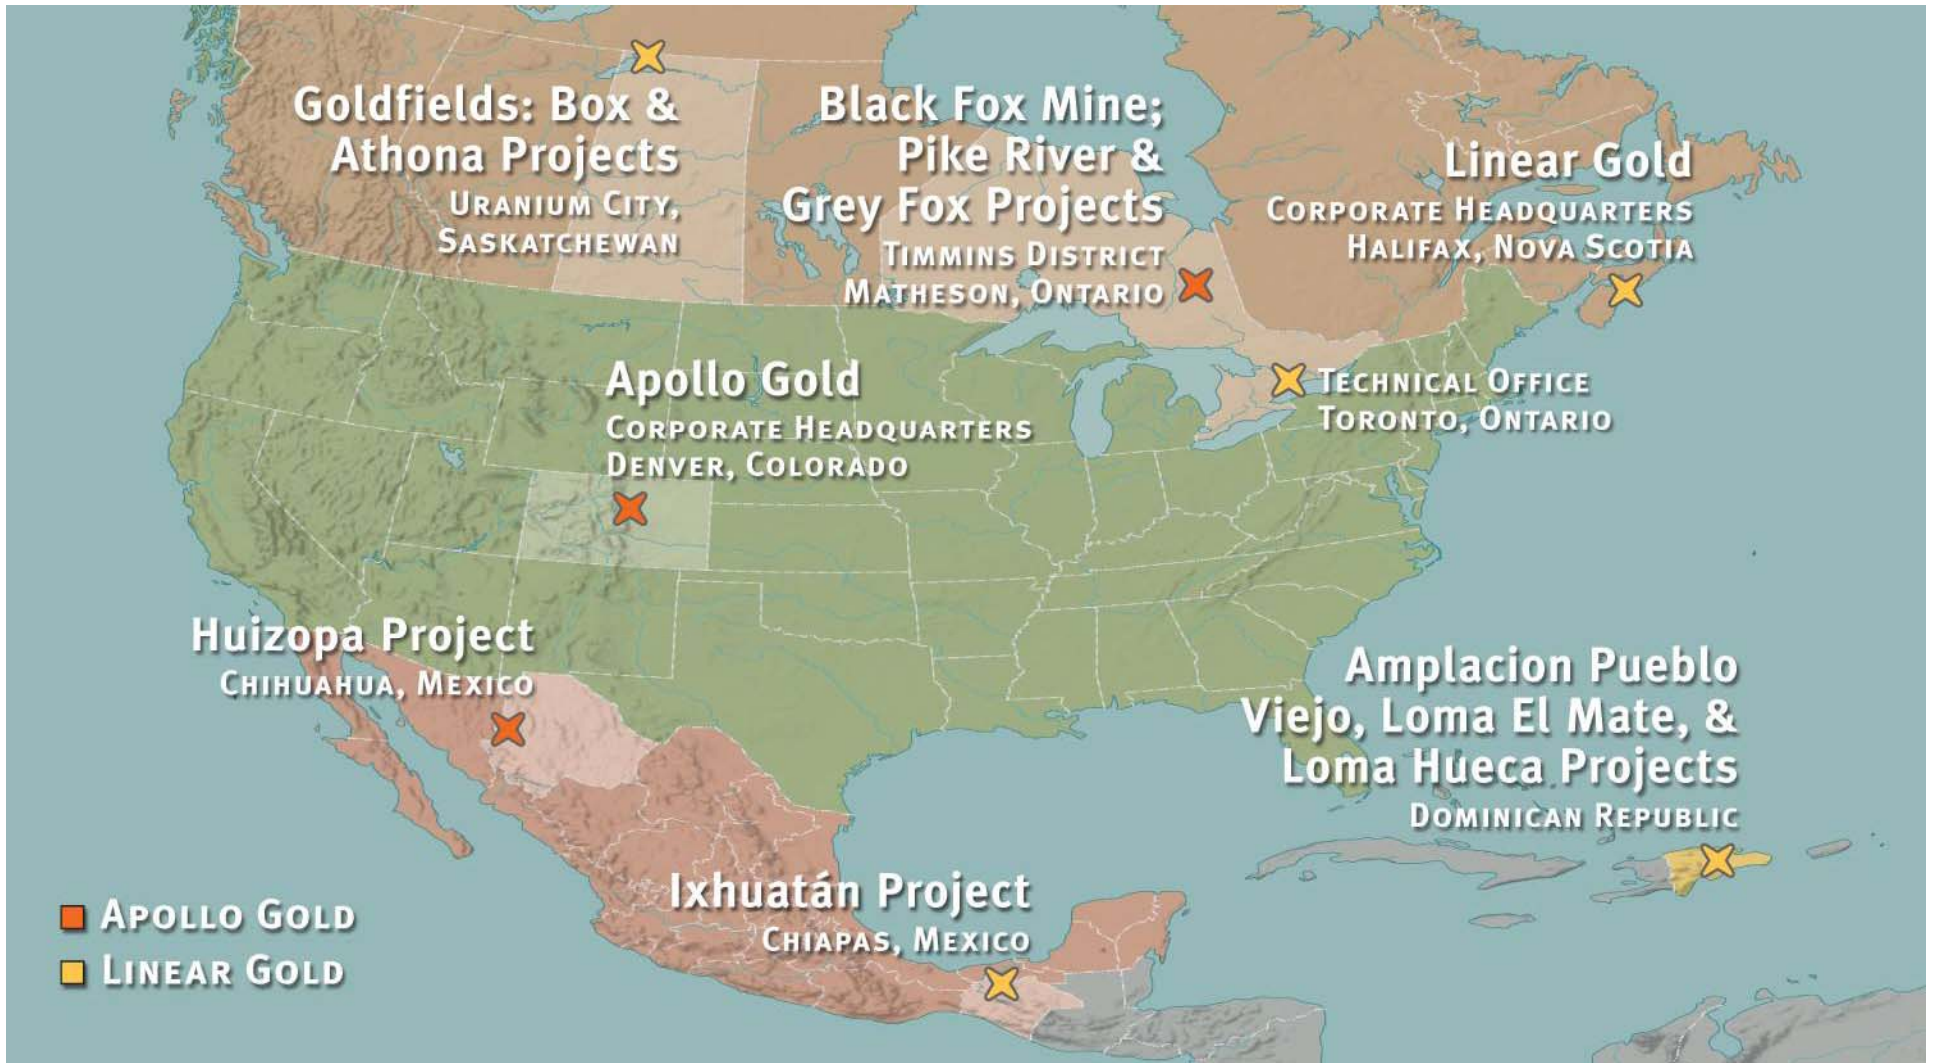 Goldfields: Box &
Athona Projects
Uranium City,
Saskatchewan
Black Fox Mine;
Pike River &
Grey Fox Projects
Timmins District
Matheson, Ontario
Linear Gold
Corporate Headquarters
Halifax, Nova Scotia
Technical Office
Toronto, Ontario
Apollo Gold
Corporate Headquarters
Denver, Colorado
Huizopa Project
Chihuahua, Mexico
Amplacion Pueblo
Viejo, Loma El Mate, &
Loma Hueca Projects
Dominican Republic
Ixhuatán Project
Chiapas, Mexico
Apollo Gold
Linear Gold